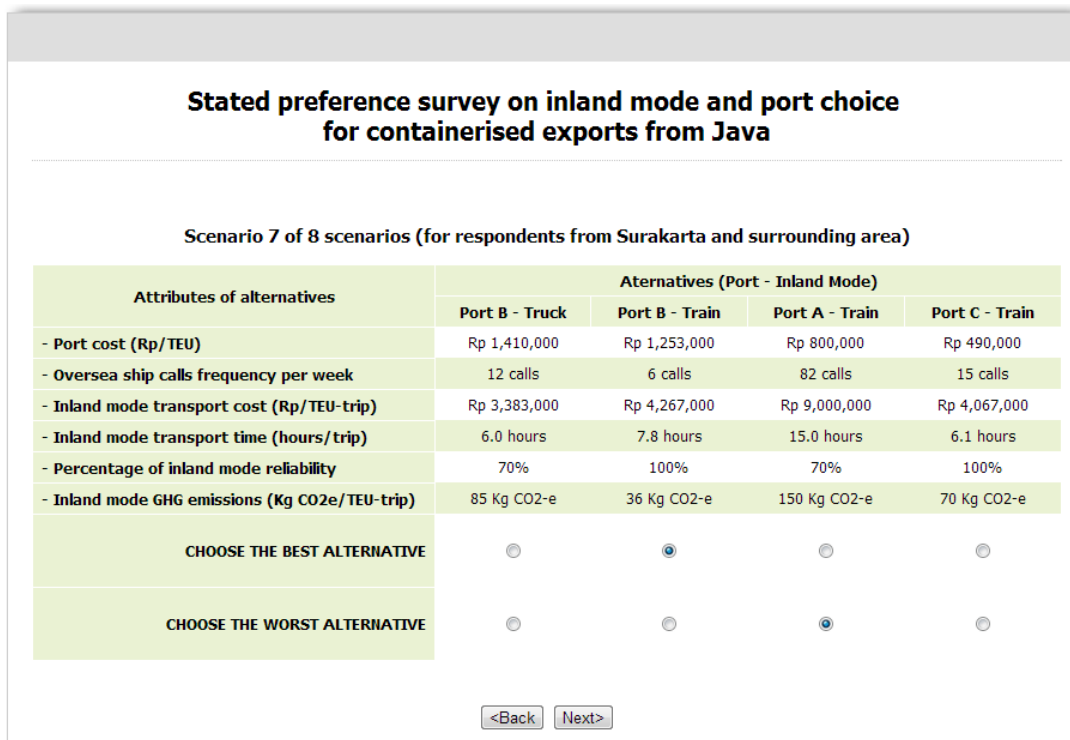 Stated preference survey on inland mode and port choice
for containerised exports from Java
Scenario 7 of 8 scenarios (for respondents from Surakarta and surrounding area)
Attributes of alternatives
Aternatives (Port - Inland Mode)
Port B - Truck Port B - Train Port A - Train Port C - Train
- Port cost (Rp/TEU) Rp 1,410,000 Rp 1,253,000 Rp 800,000 Rp 490,000
- Oversea ship calls frequency per week 12 calls 6 calls 82 calls 15 calls
- Inland mode transport cost (Rp/TEU-trip) Rp 3,383,000 Rp 4,267,000 Rp 9,000,000 Rp 4,067,000
- Inland mode transport time (hours/trip) 6.0 hours 7.8 hours 15.0 hours 6.1 hours
- Percentage of inland mode reliability 70% 100% 70% 100%
- Inland mode GHG emissions (Kg CO2e/TEU-trip) 85 Kg CO2-e 36 Kg CO2-e 150 Kg CO2-e 70 Kg CO2-e
CHOOSE THE BEST ALTERNATIVE
CHOOSE THE WORST ALTERNATIVE
<Back Next>